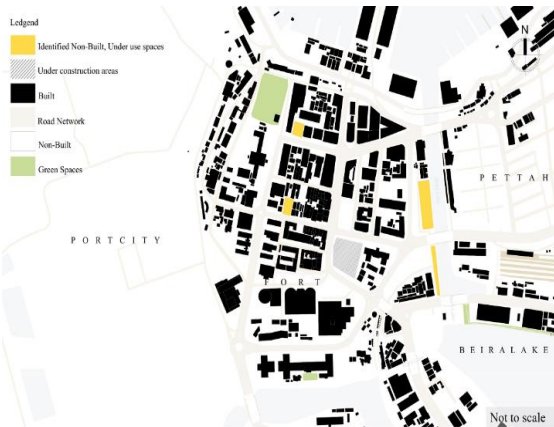 Ledgend
Identified Non-Built, Under use spaces
Under construction areas
Built
Road Network
Non-Built
Green Spaces
N
PETTAH
PORTCITY
FORT
BEIRALAKE
Not to scale